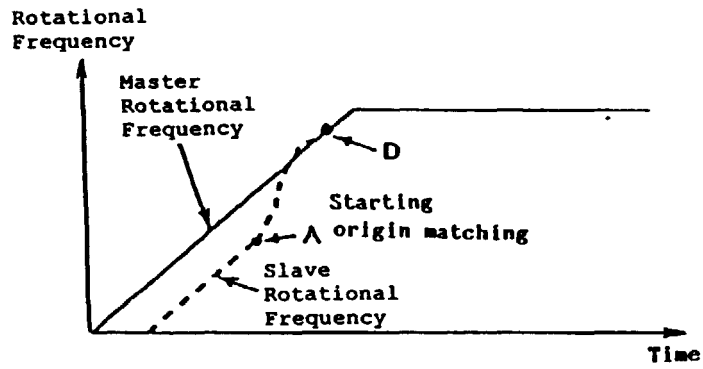 Rotational
Frequency
Master
Rotational
Frequency
D
Starting
A origin matching
Slave
Rotational
Frequency
Time